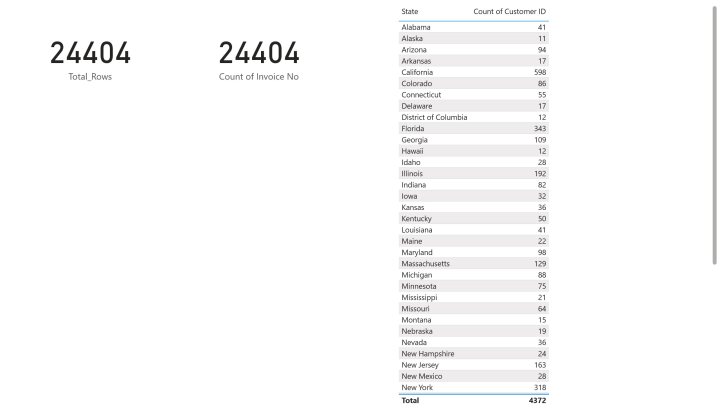 24404
Total_Rows
24404
Count of Invoice No
State Count of Customer ID
Alabama 41
Alaska 11
Arizona 94
Arkansas 17
California 598
Colorado 86
Connecticut 55
Delaware 17
District of Columbia 12
Florida 343
Georgia 109
Hawaii 12
Idaho 28
Illinois 192
Indiana 82
Iowa 32
Kansas 36
Kentucky 50
Louisiana 41
Maine 22
Maryland 98
Massachusetts 129
Michigan 88
Minnesota 75
Mississippi 21
Missouri 64
Montana 15
Nebraska 19
Nevada 36
New Hampshire 24
New Jersey 163
New Mexico 28
New York 318
Total 4372